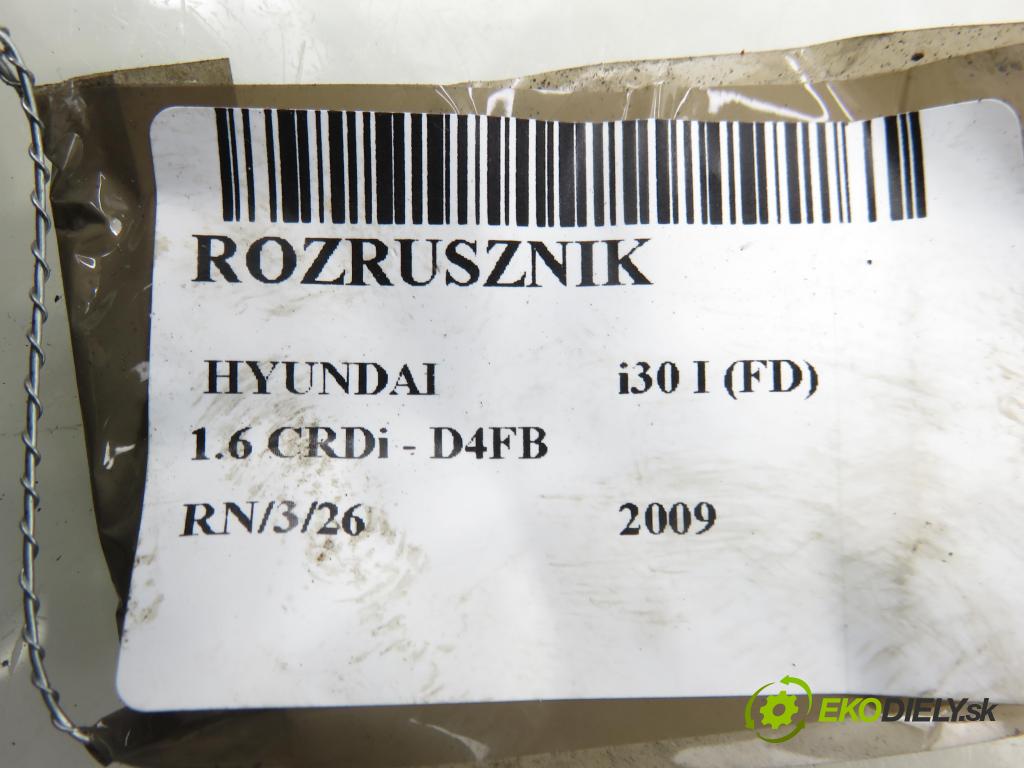 ROZRUSZNIK
HYUNDAI i30 I (FD)
1.6 CRDi - D4FB
RN/3/26 2009
EKODIELY.sk